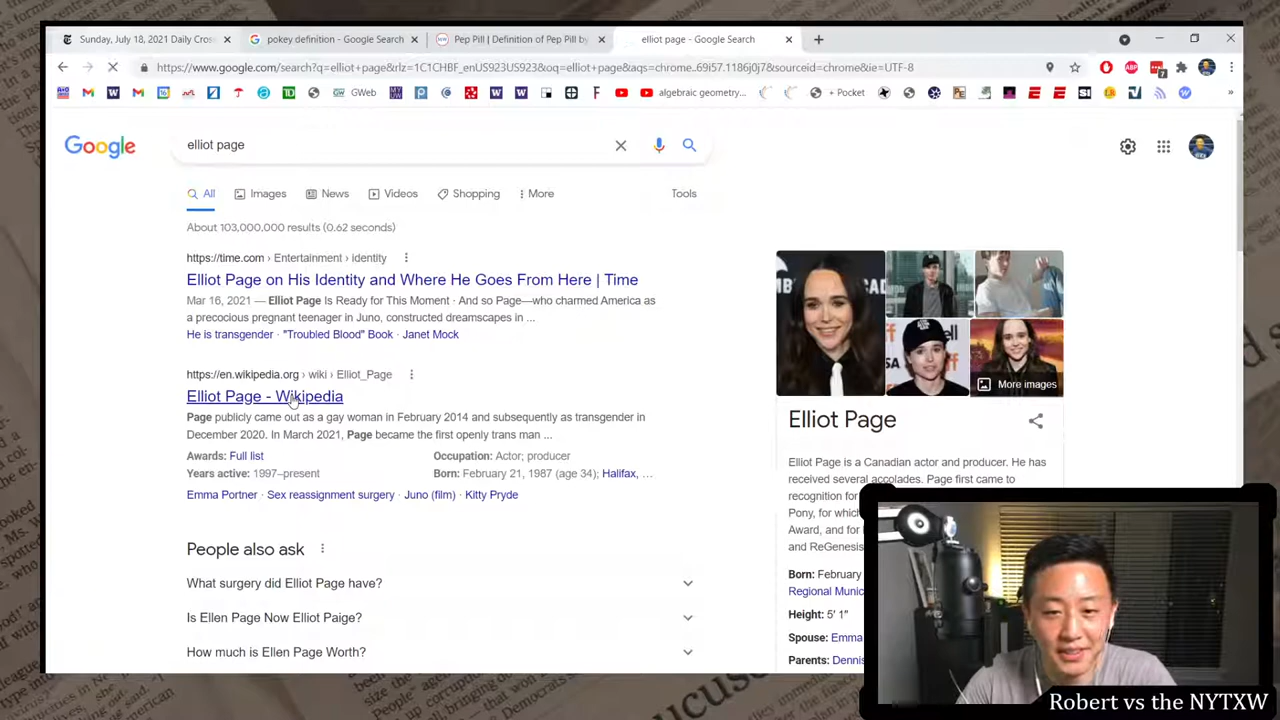 Sunday, July 18, 2021 Daily Cros
pokey definition - Google Search
Pep Pill | Definition of Pep Pill by
elliot page - Google Search
https://www.google.com/search?q=elliot+page&rlz=1C1CHBF_enUS923US923&oq=elliot+page&aqs=chrome..69i57.1186j0j7&sourceid=chrome&ie=UTF-8
GWeb
algebraic geometry...
+ Pocket
Google
elliot page
All
Images
News
Videos
Shopping
More
Tools
About 103,000,000 results (0.62 seconds)
https://time.com › Entertainment › identity
Elliot Page on His Identity and Where He Goes From Here | Time
Mar 16, 2021 — Elliot Page Is Ready for This Moment · And so Page—who charmed America as
a precocious pregnant teenager in Juno, constructed dreamscapes in ...
He is transgender · "Troubled Blood" Book · Janet Mock
https://en.wikipedia.org › wiki › Elliot_Page
Elliot Page - Wikipedia
Page publicly came out as a gay woman in February 2014 and subsequently as transgender in
December 2020. In March 2021, Page became the first openly trans man ...
Awards: Full list
Occupation: Actor; producer
Years active: 1997–present
Born: February 21, 1987 (age 34); Halifax, ...
Emma Portner · Sex reassignment surgery · Juno (film) · Kitty Pryde
People also ask
What surgery did Elliot Page have?
Is Ellen Page Now Elliot Paige?
How much is Ellen Page Worth?
More images
Elliot Page
Elliot Page is a Canadian actor and producer. He has
received several accolades. Page first came to
recognition for
Pony, for which
Award, and for
and ReGenesis
Born: February
Regional Munic
Height: 5′ 1″
Spouse: Emma
Parents: Dennis
Robert vs the NYTXW